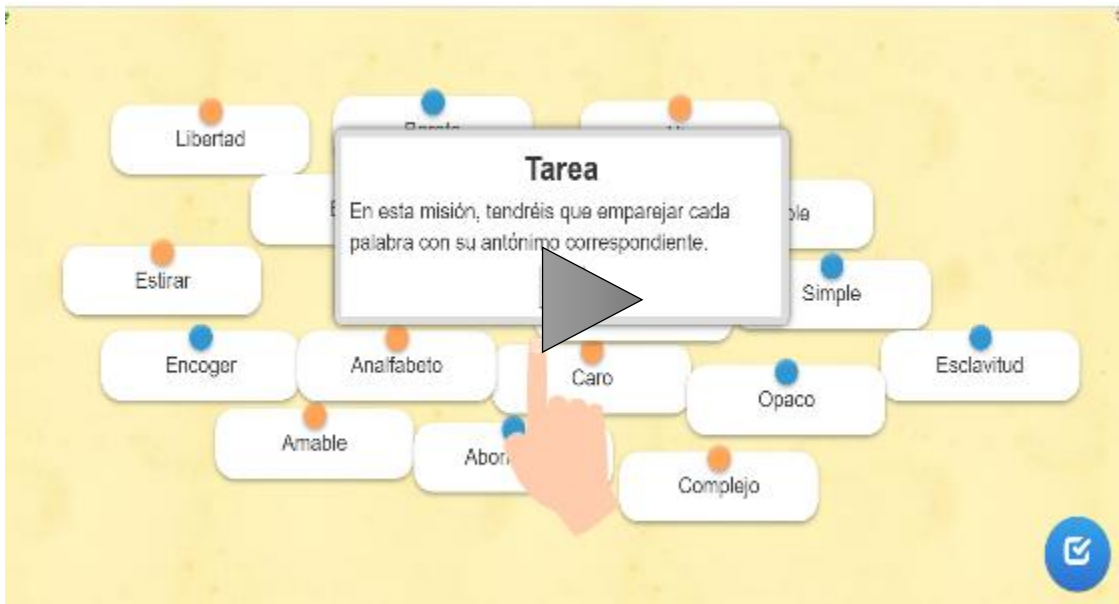 Libertad
Tarea
En esta misión, tendréis que emparejar cada
palabra con su antónimo correspondiente.
Estirar
Simple
Encoger
Analfabeto
Caro
Opaco
Esclavitud
Amable
Complejo